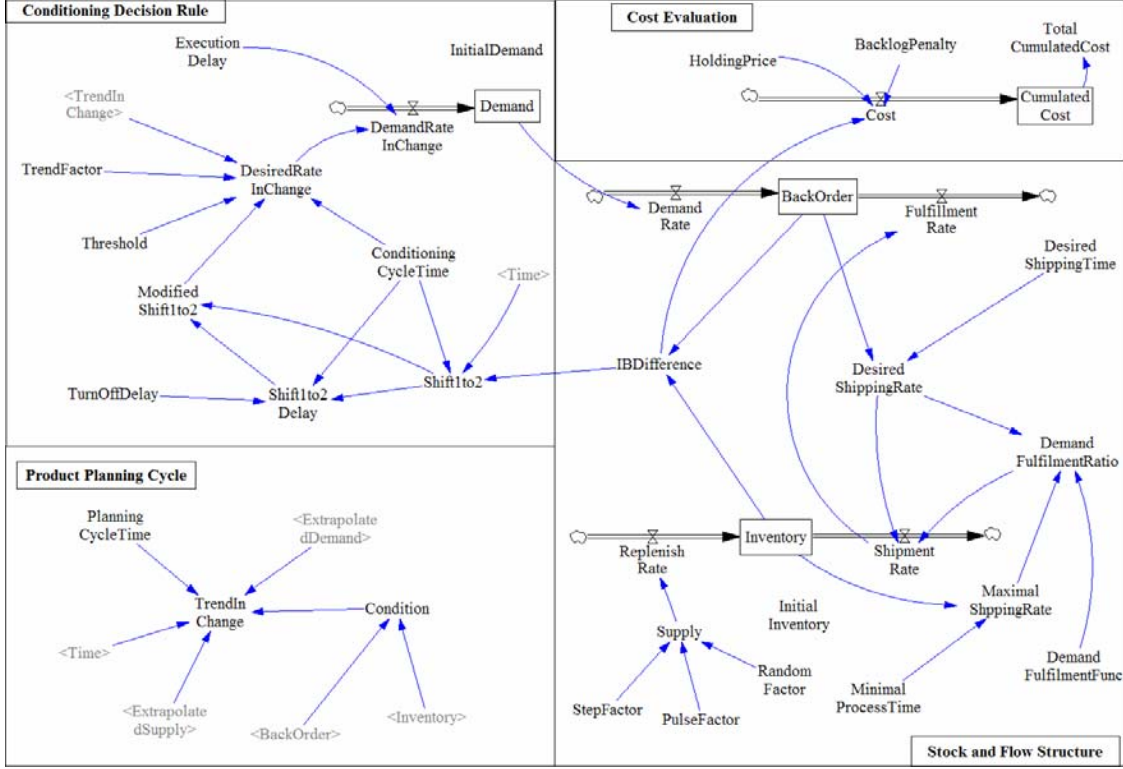 Conditioning Decision Rule
Execution
Delay
InitialDemand
<TrendIn
Change>
Demand
DemandRate
InChange
TrendFactor
DesiredRate
InChange
Threshold
Conditioning
CycleTime
<Time>
Modified
Shift1to2
TurnOffDelay
Shift1to2
Delay
Shift1to2
Cost Evaluation
Total
CumulatedCost
BacklogPenalty
HoldingPrice
Cost
Cumulated
Cost
BackOrder
Demand
Rate
Fulfillment
Rate
Desired
ShippingTime
IBDifference
Desired
ShippingRate
Demand
FulfilmentRatio
Inventory
Replenish
Rate
Shipment
Rate
Maximal
ShppingRate
Initial
Inventory
Supply
Random
Factor
Minimal
ProcessTime
Demand
FulfilmentFunc
StepFactor
PulseFactor
Stock and Flow Structure
Product Planning Cycle
Planning
CycleTime
<Extrapolate
dDemand>
TrendIn
Change
Condition
<Time>
<Extrapolate
dSupply>
<BackOrder>
<Inventory>